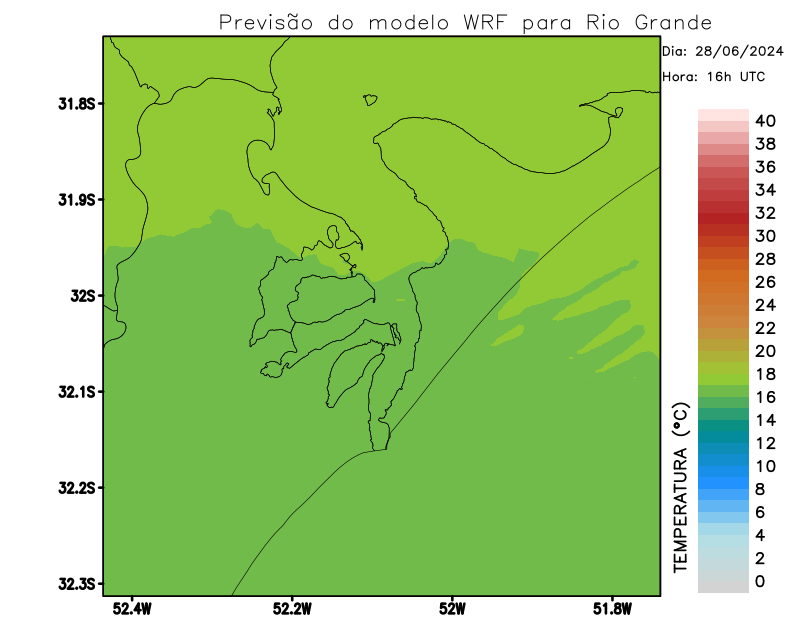 Previsão do modelo WRF para Rio Grande
Dia: 28/06/2024
Hora: 16h UTC
31.8S
31.9S
32S
32.1S
32.2S
32.3S
52.4W
52.2W
52W
51.8W
TEMPERATURA (°C)
40
38
36
34
32
30
28
26
24
22
20
18
16
14
12
10
8
6
4
2
0